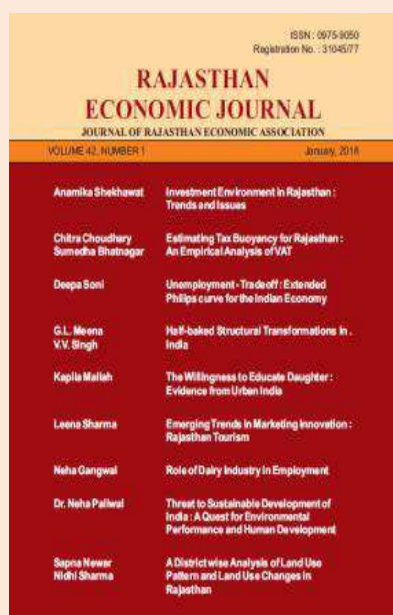 ISSN : 0975-9050
Registration No. : 31045/77
RAJASTHAN
ECONOMIC JOURNAL
JOURNAL OF RAJASTHAN ECONOMIC ASSOCIATION
VOLUME 42, NUMBER 1 January, 2018
Anamika Shekhawat Investment Environment in Rajasthan :
Trends and Issues
Chitra Choudhary Estimating Tax Buoyancy for Rajasthan :
Sumedha Bhatnagar An Empirical Analysis of VAT
Deepa Soni Unemployment - Tradeoff : Extended
Philips curve for the Indian Economy
G.L. Meena Half-baked Structural Transformations in .
V.V. Singh India
Kapila Mallah The Willingness to Educate Daughter :
Evidence from Urban India
Leena Sharma Emerging Trends in Marketing Innovation :
Rajasthan Tourism
Neha Gangwal Role of Dairy Industry in Employment
Dr. Neha Paliwal Threat to Sustainable Development of
India : A Quest for Environmental
Performance and Human Development
Sapna Newar A District wise Analysis of Land Use
Nidhi Sharma Pattern and Land Use Changes in
Rajasthan